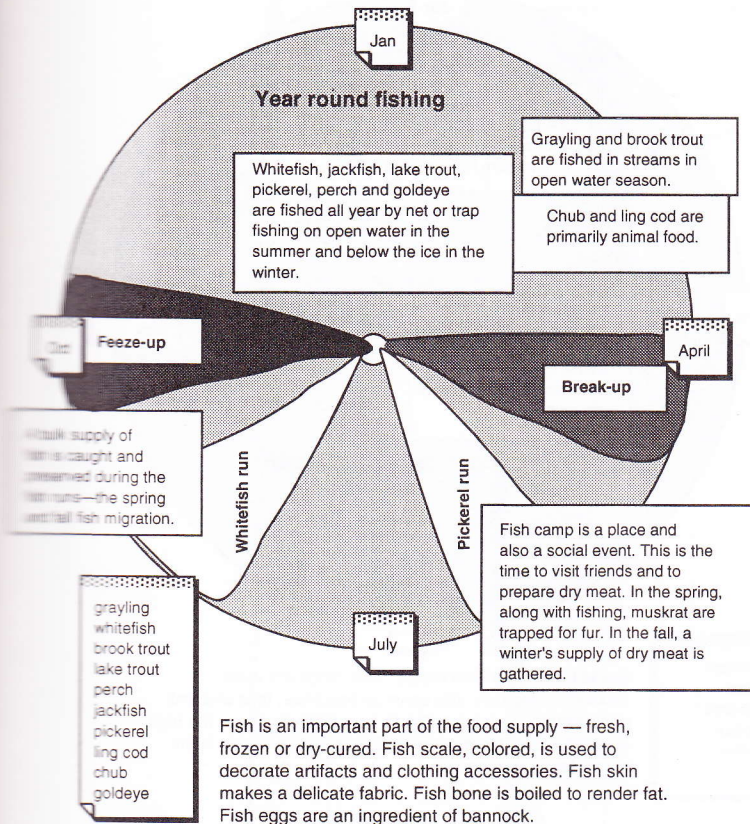 Jan
Year round fishing
Grayling and brook trout
are fished in streams in
open water season.
Whitefish, jackfish, lake trout,
pickerel, perch and goldeye
are fished all year by net or trap
fishing on open water in the
summer and below the ice in the
winter.
Chub and ling cod are
primarily animal food.
Feeze-up
April
Break-up
supply of
is caught and
preserved during the
runs—the spring
and fall fish migration.
Whitefish run
Pickerel run
Fish camp is a place and
also a social event. This is the
time to visit friends and to
prepare dry meat. In the spring,
along with fishing, muskrat are
trapped for fur. In the fall, a
winter's supply of dry meat is
gathered.
July
grayling
whitefish
brook trout
lake trout
perch
jackfish
pickerel
ling cod
chub
goldeye
Fish is an important part of the food supply — fresh,
frozen or dry-cured. Fish scale, colored, is used to
decorate artifacts and clothing accessories. Fish skin
makes a delicate fabric. Fish bone is boiled to render fat.
Fish eggs are an ingredient of bannock.